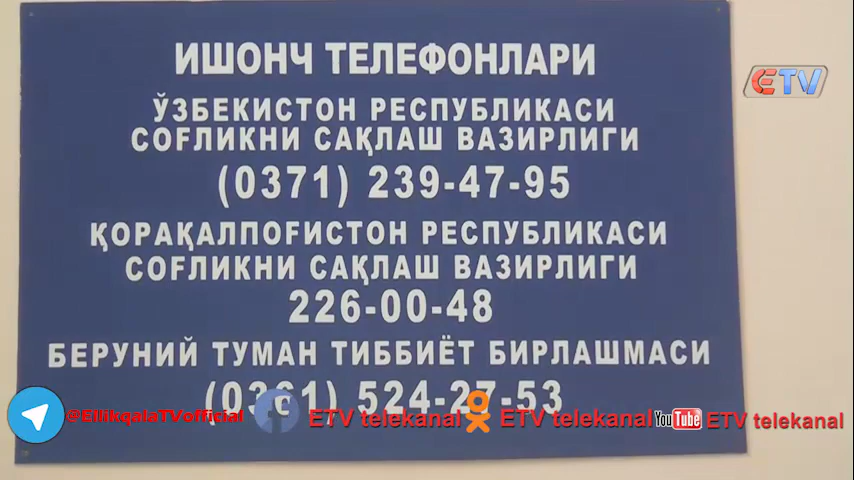 ИШОНЧ ТЕЛЕФОНЛАРИ
ЎЗБЕКИСТОН РЕСПУБЛИКАСИ
СОҒЛИКНИ САҚЛАШ ВАЗИРЛИГИ
(0371) 239-47-95
ҚОРАҚАЛПОҒИСТОН РЕСПУБЛИКАСИ
СОҒЛИКНИ САҚЛАШ ВАЗИРЛИГИ
226-00-48
БЕРУНИЙ ТУМАН ТИББИЁТ БИРЛАШМАСИ
(0361) 524-27-53
ETV
@EllikqalaTVofficial
ETV telekanal
ETV telekanal
YouTube ETV telekanal